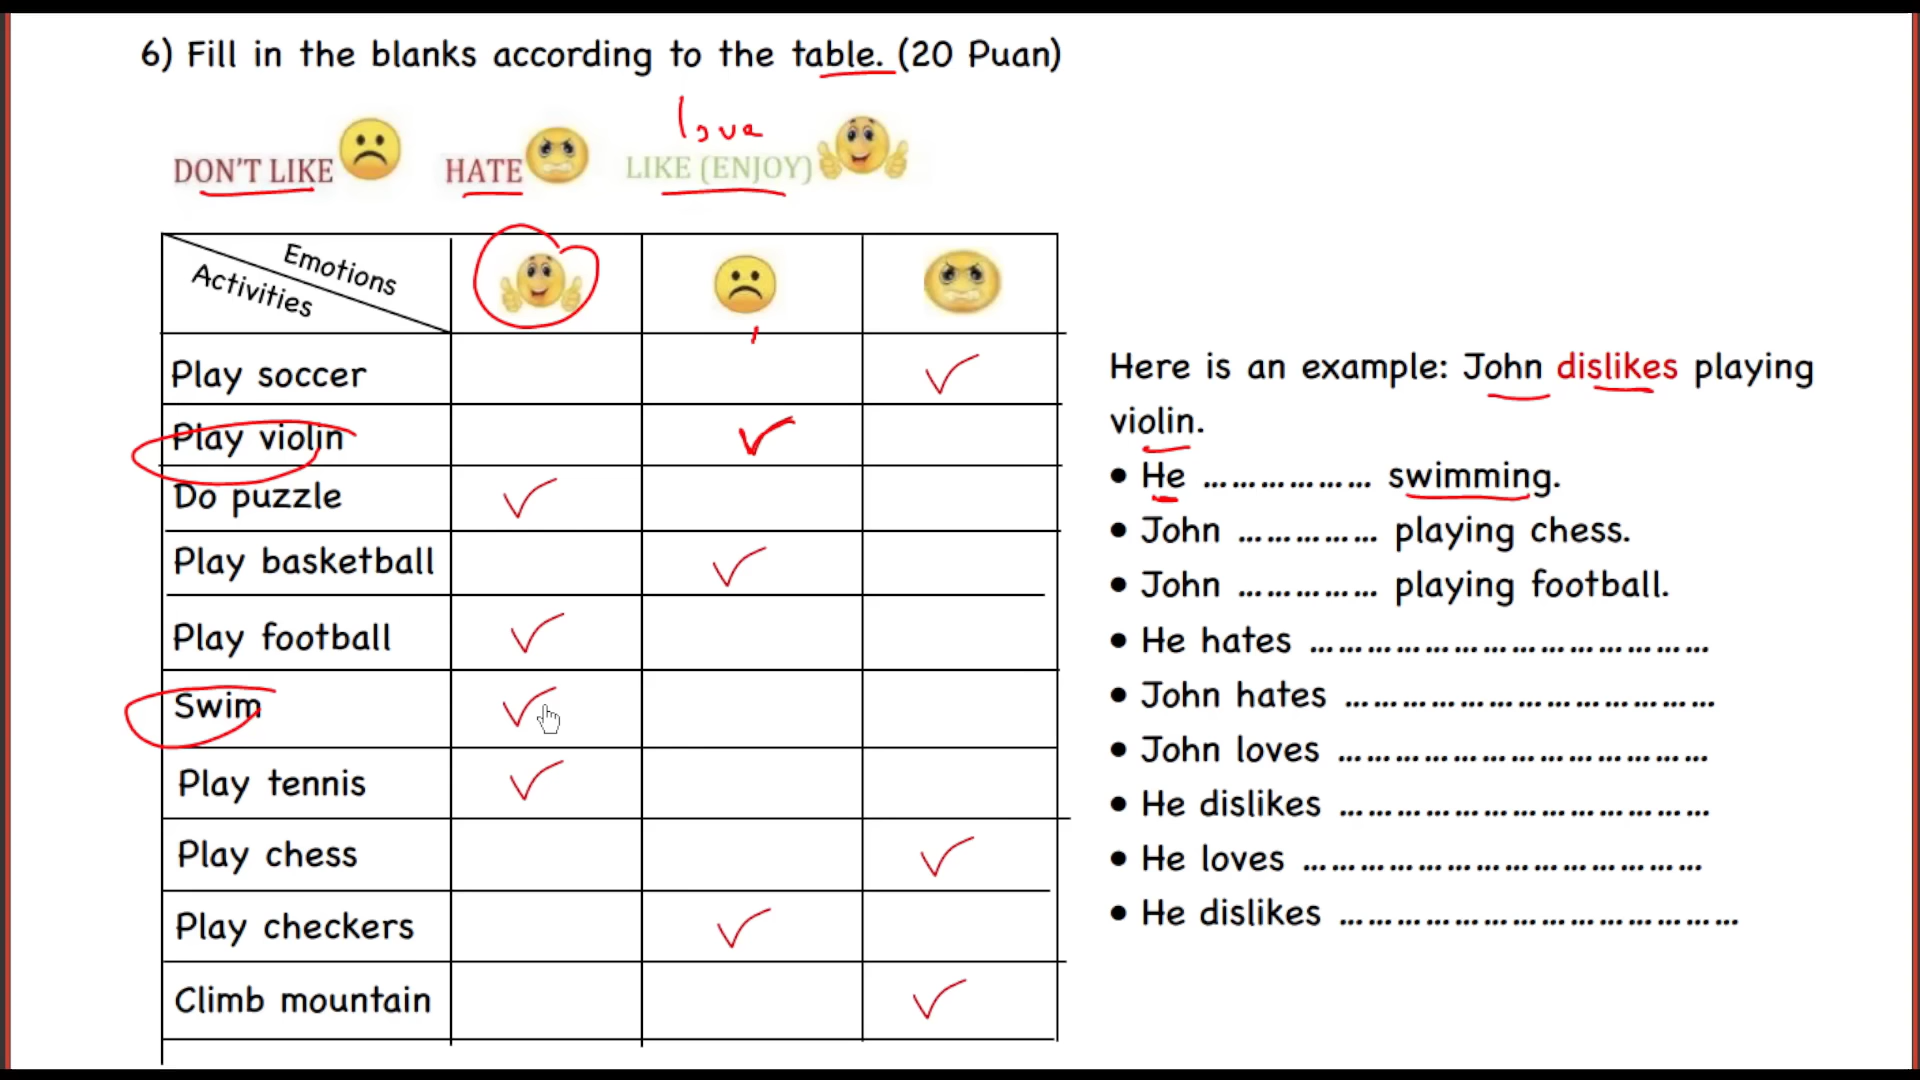 6) Fill in the blanks according to the table. (20 Puan)
love
DON'T LIKE HATE LIKE (ENJOY)
Emotions
Activities
Play soccer
Play violin
Do puzzle
Play basketball
Play football
Swim
Play tennis
Play chess
Play checkers
Climb mountain
Here is an example: John dislikes playing
violin.
• He ……………… swimming.
• John …………… playing chess.
• John …………… playing football.
• He hates ……………………………………
• John hates …………………………………
• John loves …………………………………
• He dislikes …………………………………
• He loves ……………………………………
• He dislikes ……………………………………